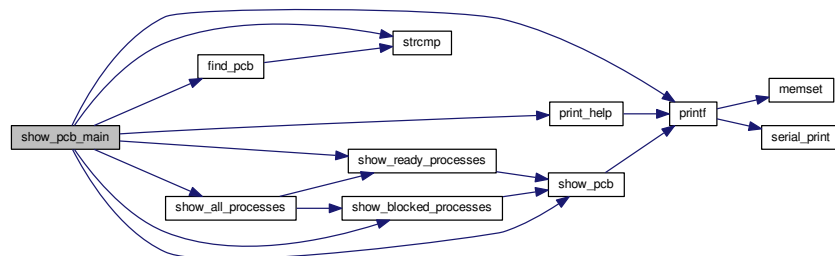 show_pcb_main
find_pcb
strcmp
print_help
printf
memset
serial_print
show_ready_processes
show_pcb
show_all_processes
show_blocked_processes